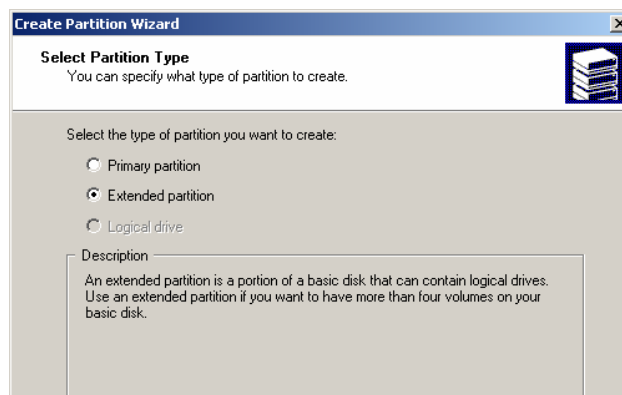 Create Partition Wizard
Select Partition Type
You can specify what type of partition to create.
Select the type of partition you want to create:
Primary partition
Extended partition
Logical drive
Description
An extended partition is a portion of a basic disk that can contain logical drives.
Use an extended partition if you want to have more than four volumes on your
basic disk.